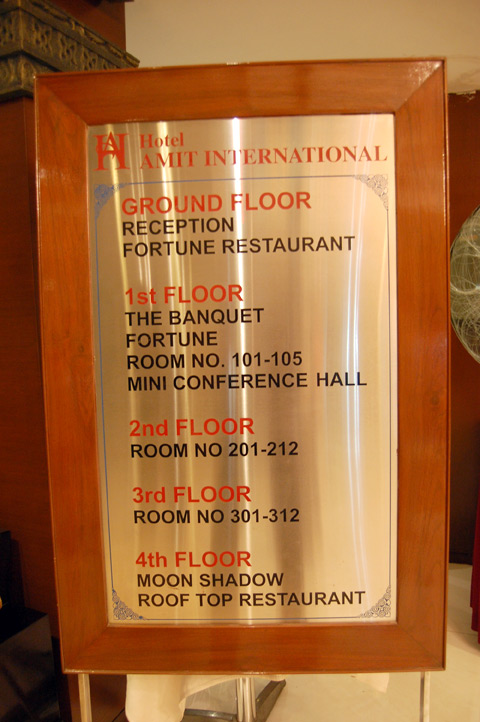 AH
Hotel
AMIT INTERNATIONAL
GROUND FLOOR
RECEPTION
FORTUNE RESTAURANT
1st FLOOR
THE BANQUET
FORTUNE
ROOM NO. 101-105
MINI CONFERENCE HALL
2nd FLOOR
ROOM NO 201-212
3rd FLOOR
ROOM NO 301-312
4th FLOOR
MOON SHADOW
ROOF TOP RESTAURANT